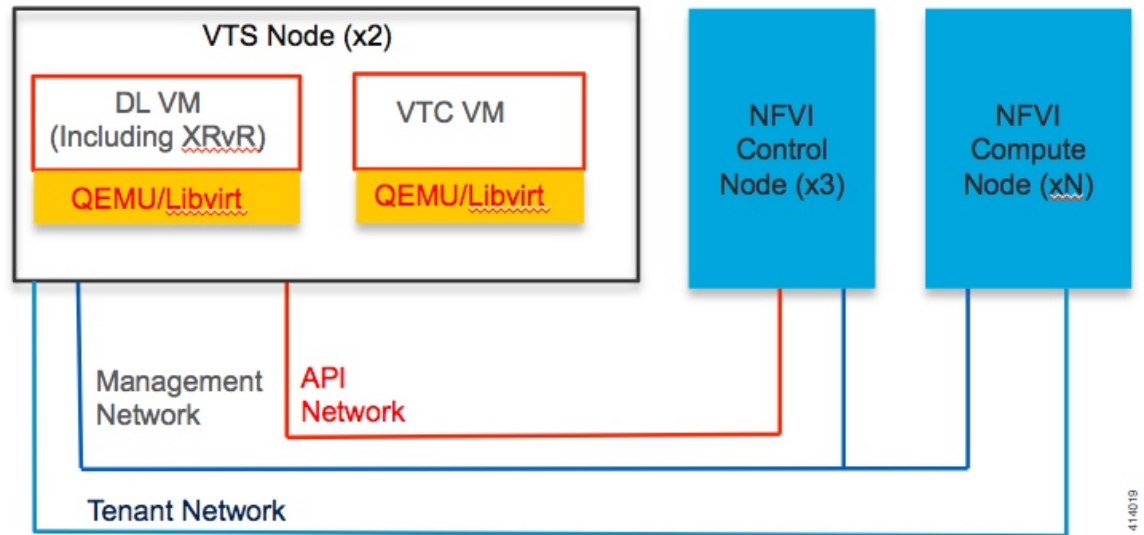 VTS Node (x2)
DL VM
(Including XRvR)
QEMU/Libvirt
VTC VM
QEMU/Libvirt
NFVI
Control
Node (x3)
NFVI
Compute
Node (xN)
Management
Network
API
Network
Tenant Network
414019